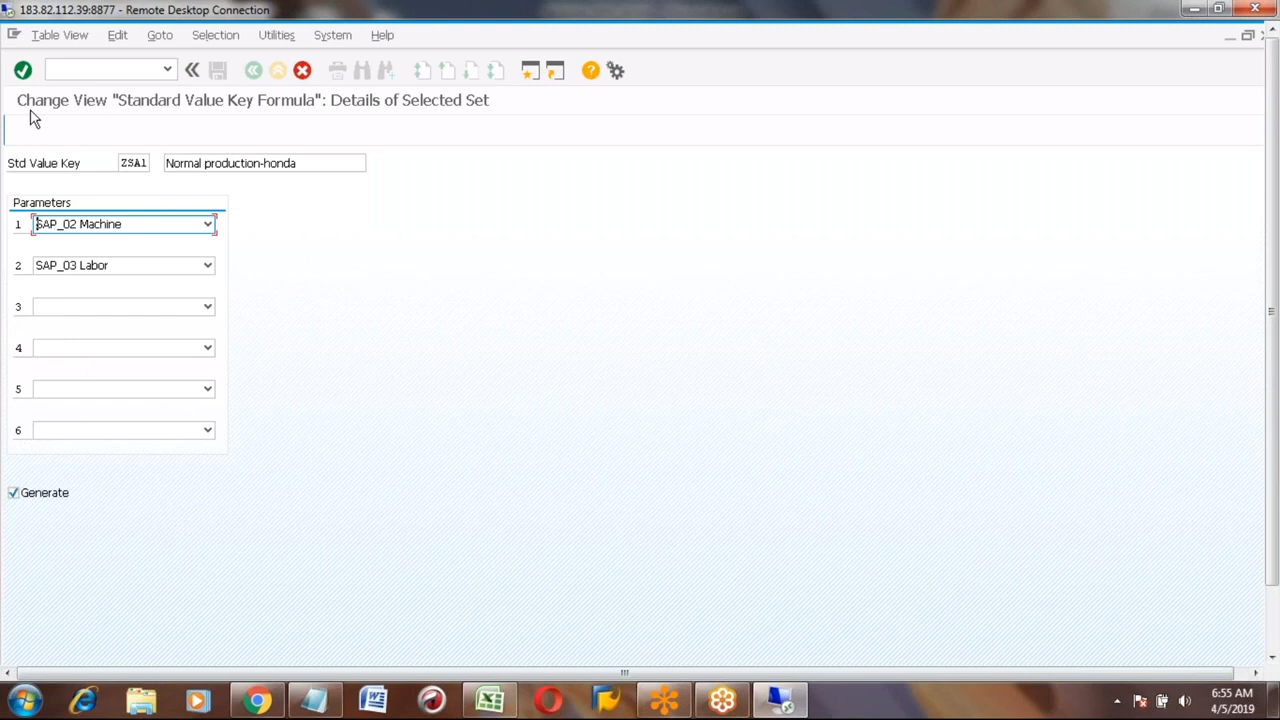 183.82.112.39:8877 - Remote Desktop Connection
Table View Edit Goto Selection Utilities System Help
Change View "Standard Value Key Formula": Details of Selected Set
Std Value Key ZSA1 Normal production-honda
Parameters
1 SAP_02 Machine
2 SAP_03 Labor
3
4
5
6
Generate
6:55 AM
4/5/2019